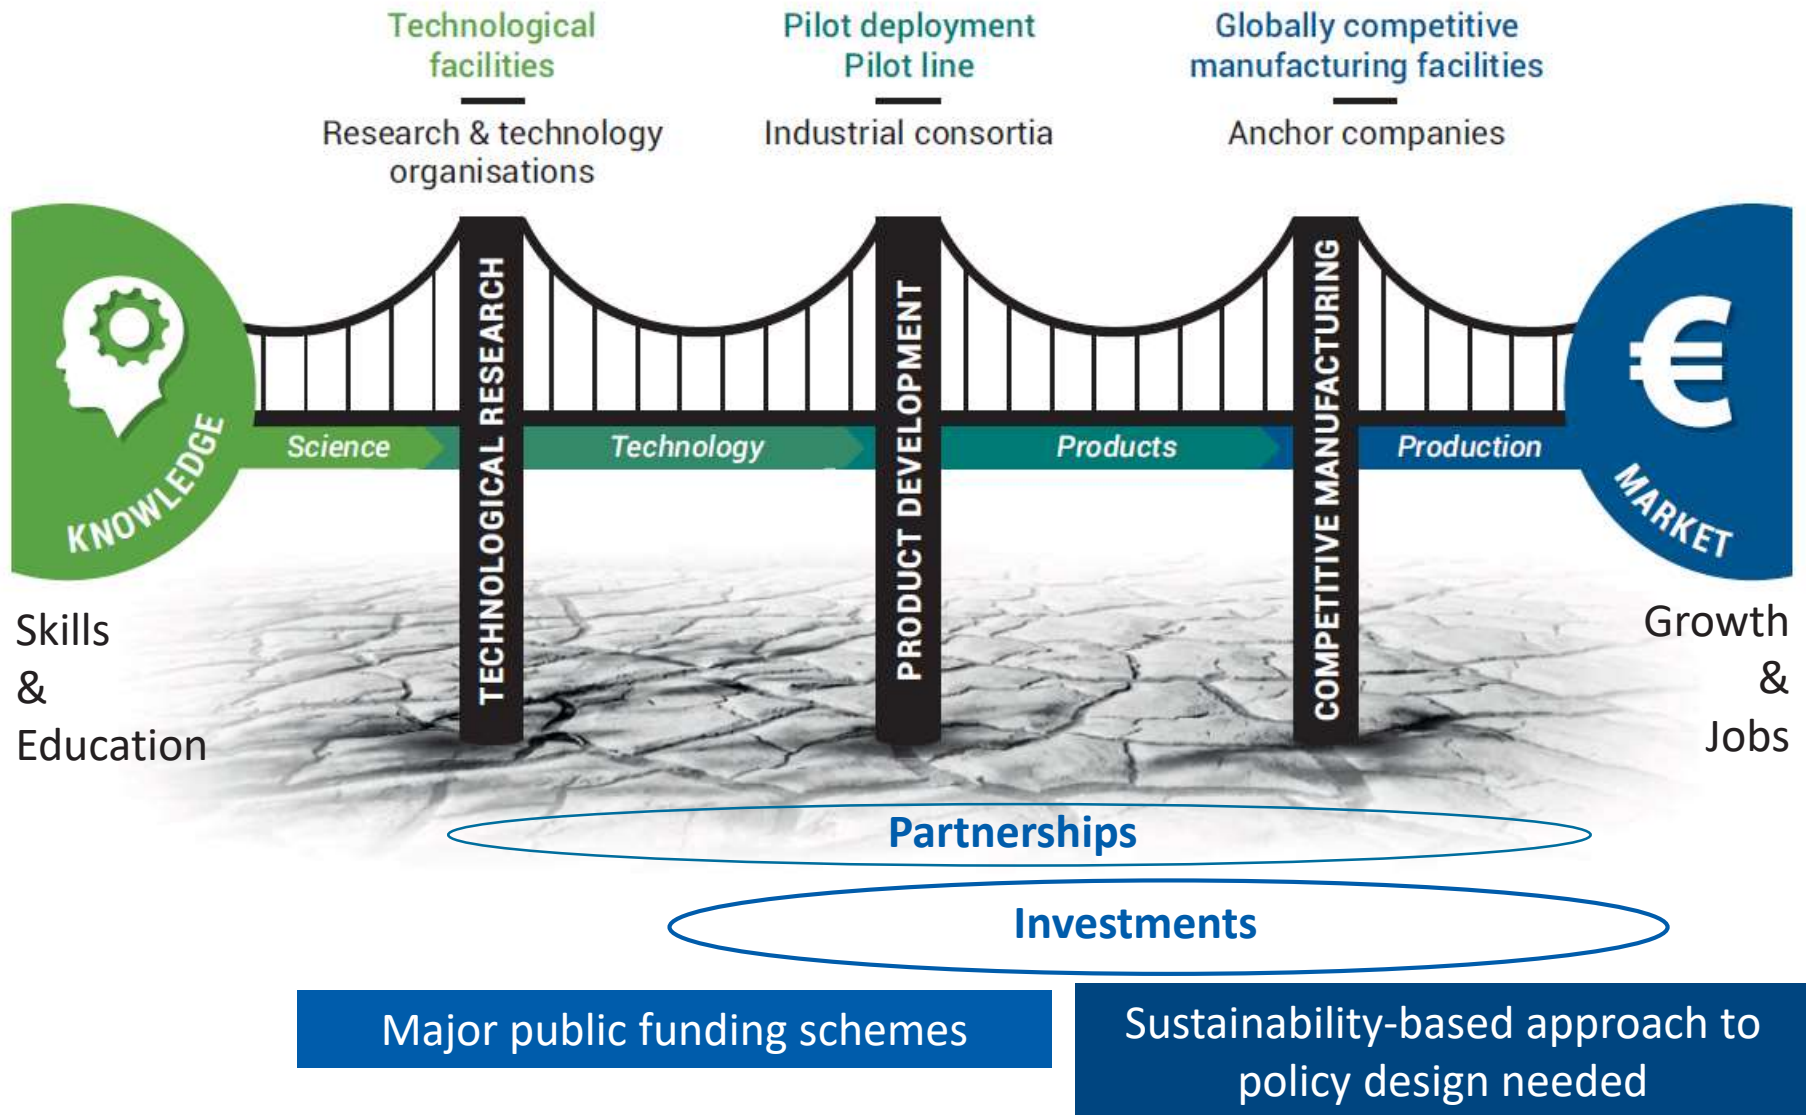 Technological
facilities
Research & technology
organisations
Pilot deployment
Pilot line
Industrial consortia
Globally competitive
manufacturing facilities
Anchor companies
KNOWLEDGE
Science
TECHNOLOGICAL RESEARCH
Technology
PRODUCT DEVELOPMENT
Products
COMPETITIVE MANUFACTURING
Production
€
MARKET
Skills
&
Education
Growth
&
Jobs
Partnerships
Investments
Major public funding schemes
Sustainability-based approach to
policy design needed